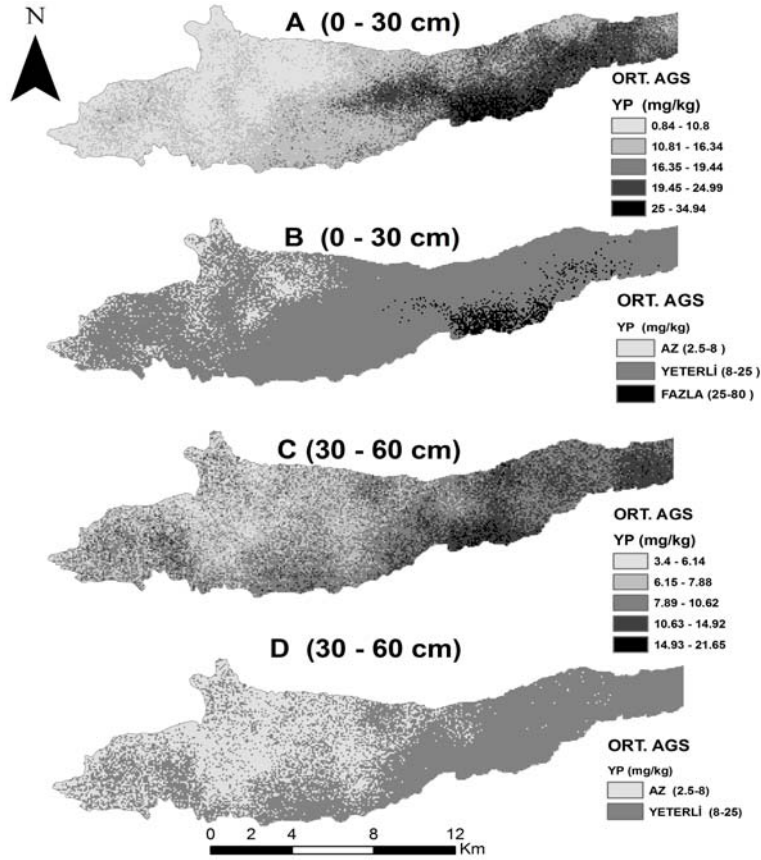 N
A (0 - 30 cm)
ORT. AGS
YP (mg/kg)
0.84 - 10.8
10.81 - 16.34
16.35 - 19.44
19.45 - 24.99
25 - 34.94
B (0 - 30 cm)
ORT. AGS
YP (mg/kg)
AZ (2.5-8 )
YETERLİ (8-25 )
FAZLA (25-80 )
C (30 - 60 cm)
ORT. AGS
YP (mg/kg)
3.4 - 6.14
6.15 - 7.88
7.89 - 10.62
10.63 - 14.92
14.93 - 21.65
D (30 - 60 cm)
ORT. AGS
YP (mg/kg)
AZ (2.5-8)
YETERLİ (8-25)
0 2 4 8 12
Km